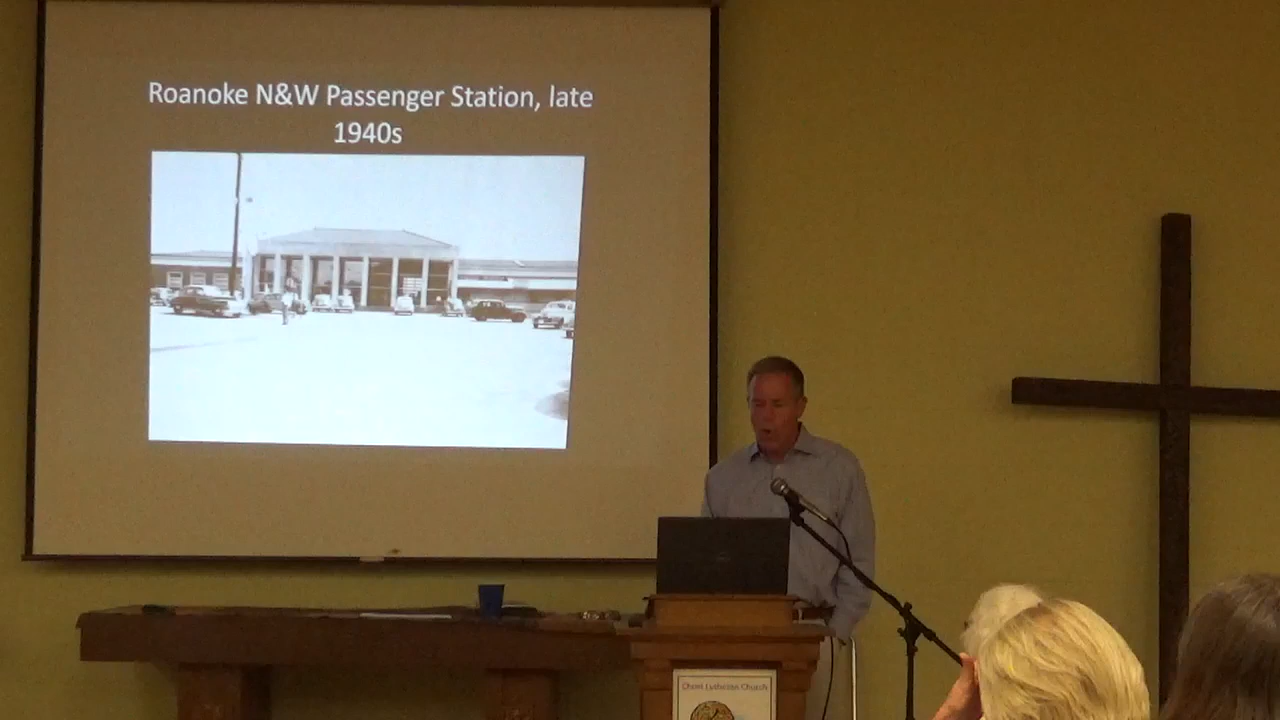 Roanoke N&W Passenger Station, late
1940s
Christ Lutheran Church